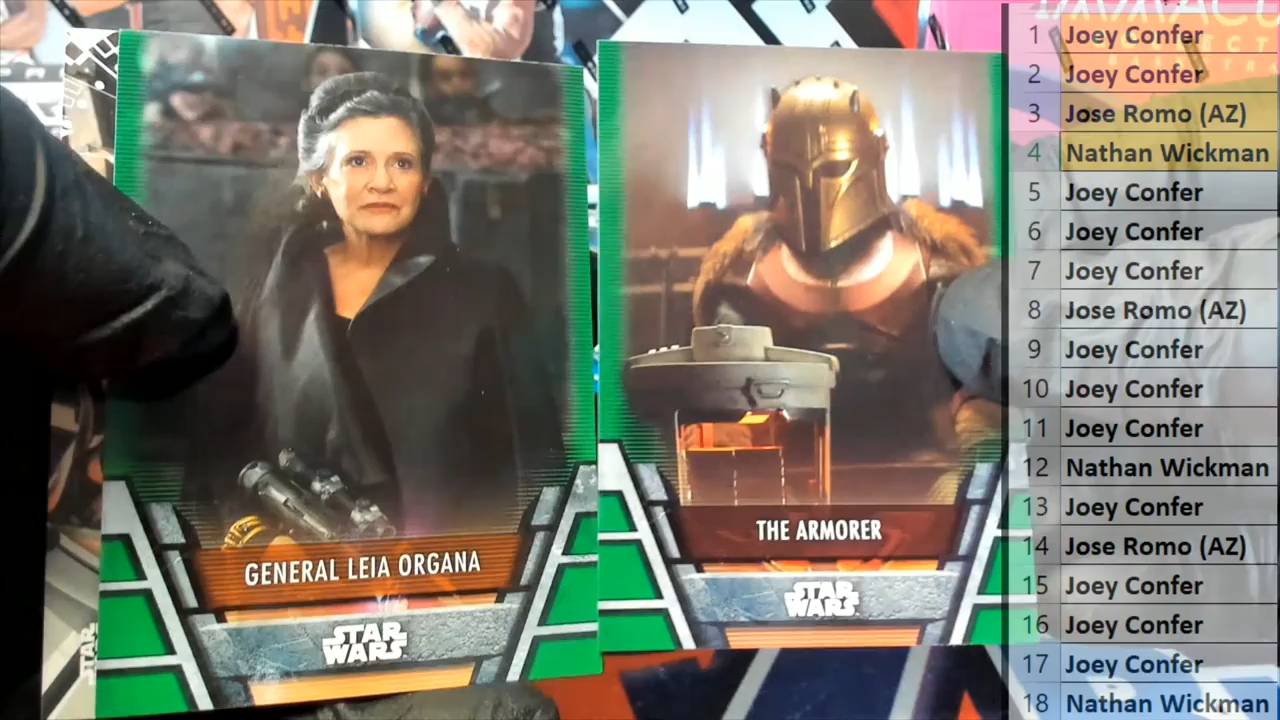 GENERAL LEIA ORGANA
STAR WARS
THE ARMORER
STAR WARS
STAR
1 Joey Confer
2 Joey Confer
3 Jose Romo (AZ)
4 Nathan Wickman
5 Joey Confer
6 Joey Confer
7 Joey Confer
8 Jose Romo (AZ)
9 Joey Confer
10 Joey Confer
11 Joey Confer
12 Nathan Wickman
13 Joey Confer
14 Jose Romo (AZ)
15 Joey Confer
16 Joey Confer
17 Joey Confer
18 Nathan Wickman